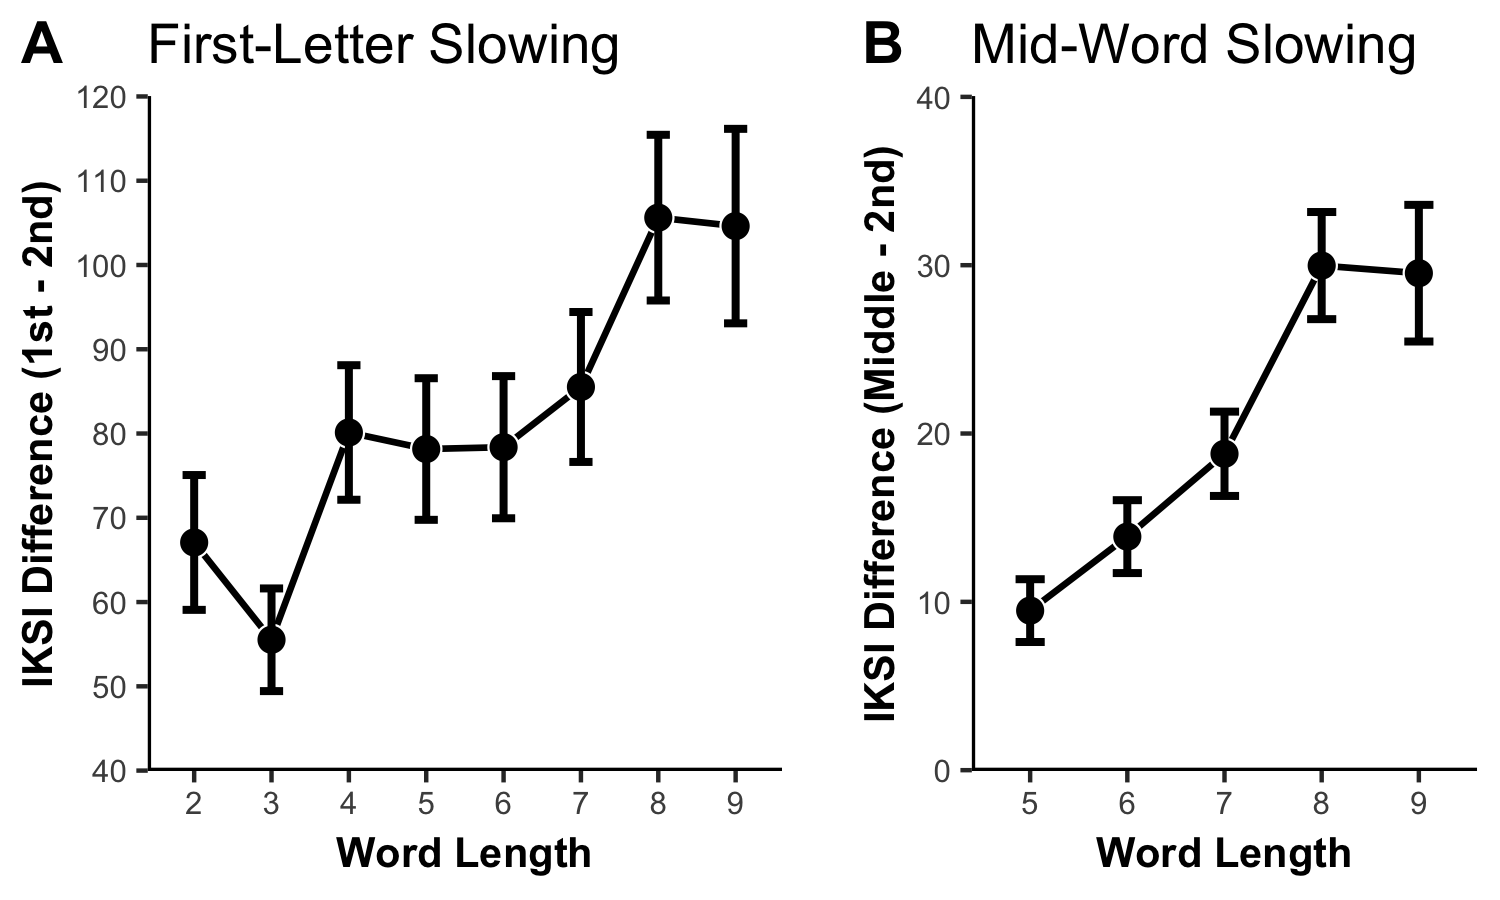 A First-Letter Slowing
IKSI Difference (1st - 2nd)
120
110
100
90
80
70
60
50
40
2 3 4 5 6 7 8 9
Word Length
B Mid-Word Slowing
IKSI Difference (Middle - 2nd)
40
30
20
10
0
5 6 7 8 9
Word Length